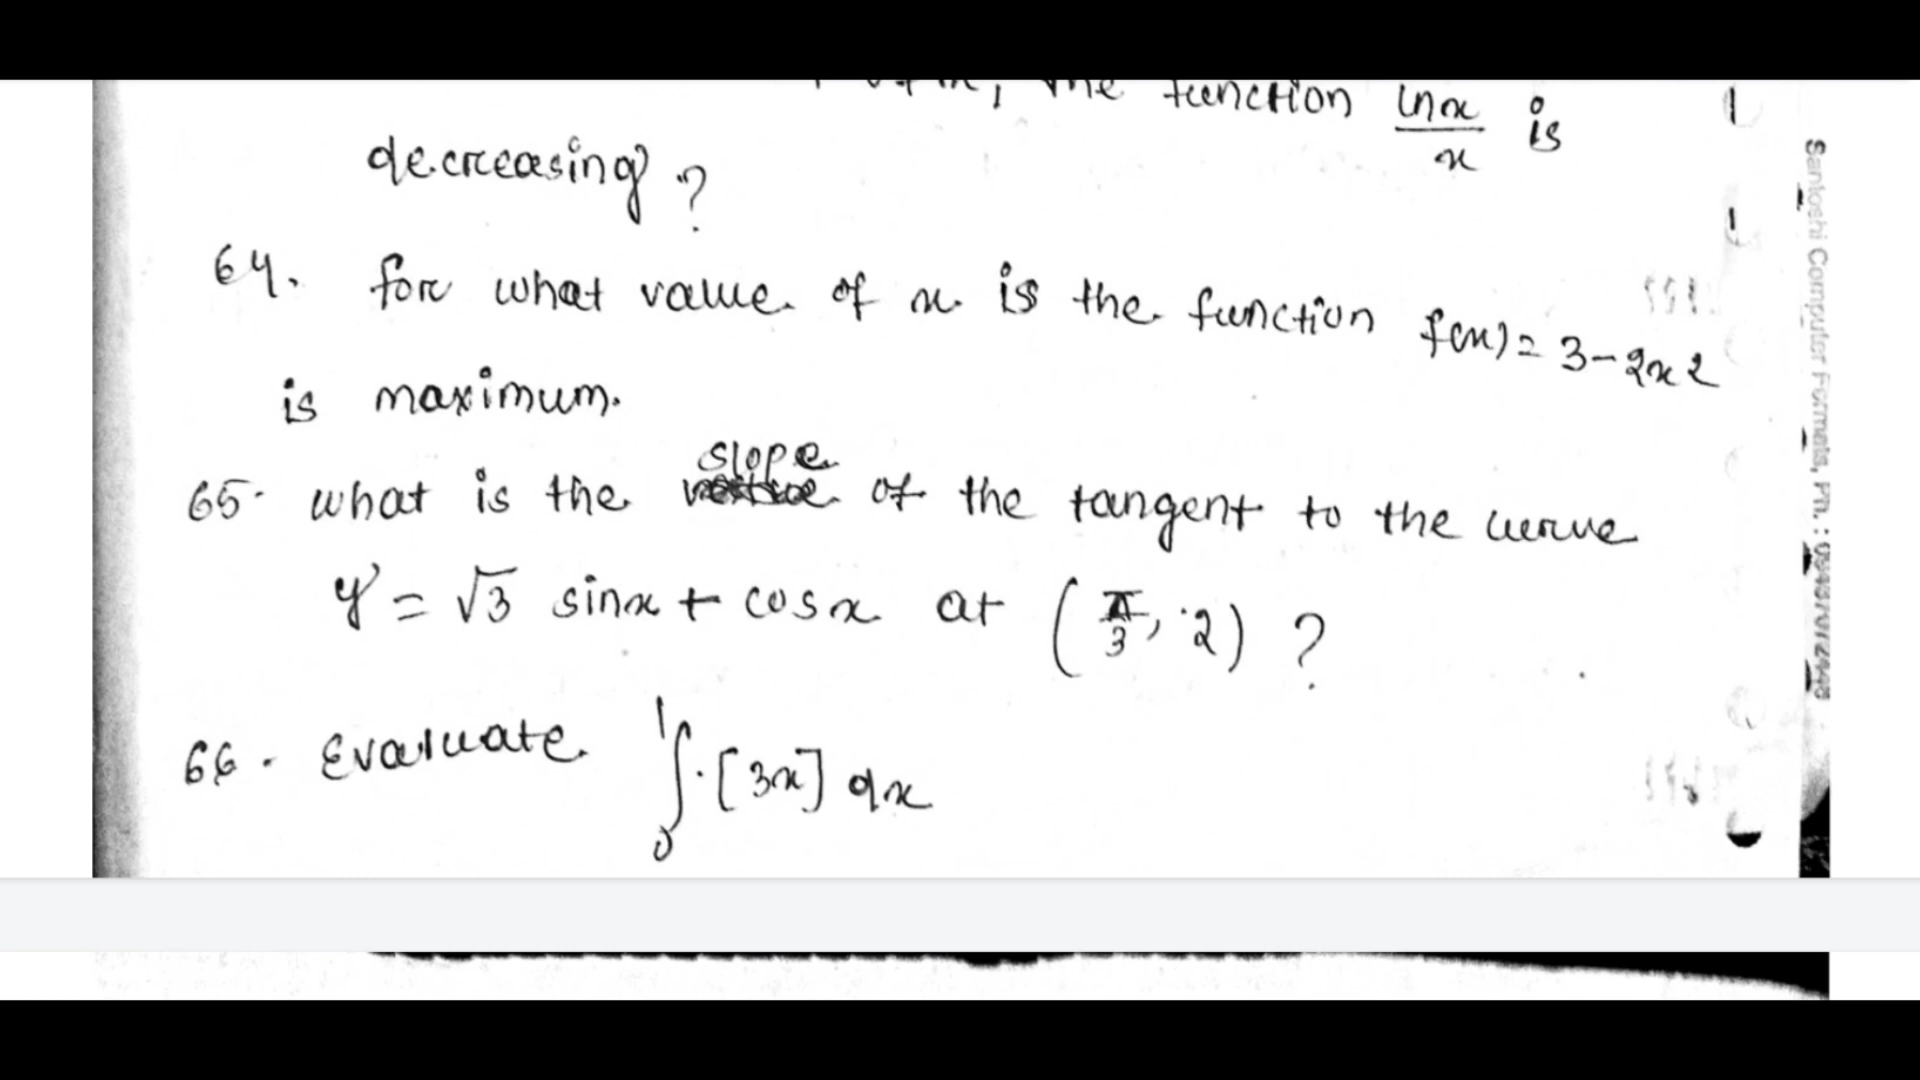 the function lnx/x is
decreasing?
64. for what value of x is the function f(x) = 3-2x2
is maximum.
slope
65. what is the of the tangent to the curve
y = √3 sinx + cosx at (π/3, 2) ?
66. Evaluate ∫₀¹ [3x] dx
Santoshi Computer Formats, Ph. :